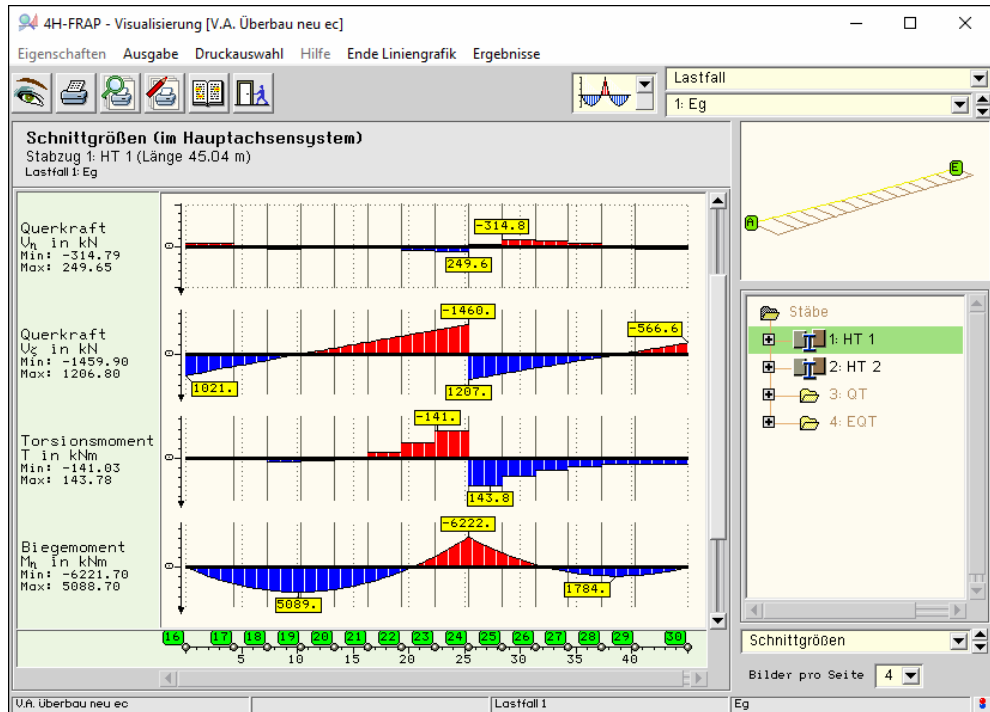 4H-FRAP - Visualisierung [V.A. Überbau neu ec]
Eigenschaften Ausgabe Druckauswahl Hilfe Ende Liniengrafik Ergebnisse
Lastfall
1: Eg
Schnittgrößen (im Hauptachsensystem)
Stabzug 1: HT 1 (Länge 45.04 m)
Lastfall 1: Eg
A
E
Querkraft
Vη in kN
Min: -314.79
Max: 249.65
0
-314.8
249.6
Querkraft
Vζ in kN
Min: -1459.90
Max: 1206.80
0
-1460.
-566.6
1021.
1207.
Torsionsmoment
T in kNm
Min: -141.03
Max: 143.78
0
-141.
143.8
Biegemoment
Mη in kNm
Min: -6221.70
Max: 5088.70
0
-6222.
5089.
1784.
16 17 18 19 20 21 22 23 24 25 26 27 28 29 30
5 10 15 20 25 30 35 40
Stäbe
1: HT 1
2: HT 2
3: QT
4: EQT
Schnittgrößen
Bilder pro Seite 4
V.A. Überbau neu ec Lastfall 1 Eg